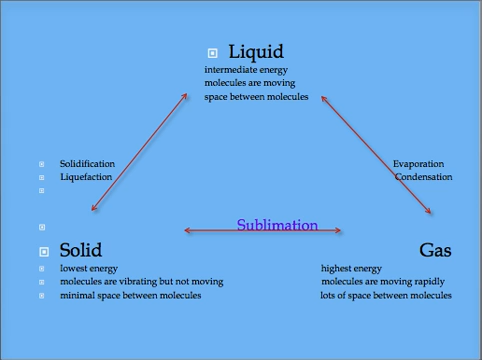 Liquid
intermediate energy
molecules are moving
space between molecules
Solidification
Liquefaction
Evaporation
Condensation
Sublimation
Solid
lowest energy
molecules are vibrating but not moving
minimal space between molecules
Gas
highest energy
molecules are moving rapidly
lots of space between molecules